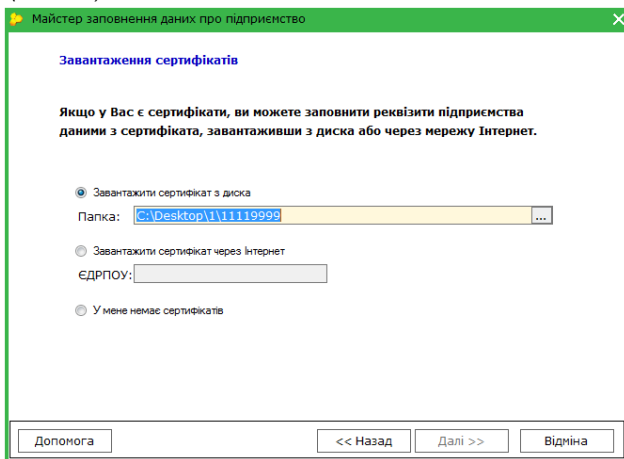 Майстер заповнення даних про підприємство
Завантаження сертифікатів
Якщо у Вас є сертифікати, ви можете заповнити реквізити підприємства
даними з сертифіката, завантаживши з диска або через мережу Інтернет.
Завантажити сертифікат з диска
Папка: C:\Desktop\1\11119999 ...
Завантажити сертифікат через Інтернет
ЄДРПОУ:
У мене немає сертифікатів
Допомога << Назад Далі >> Відміна